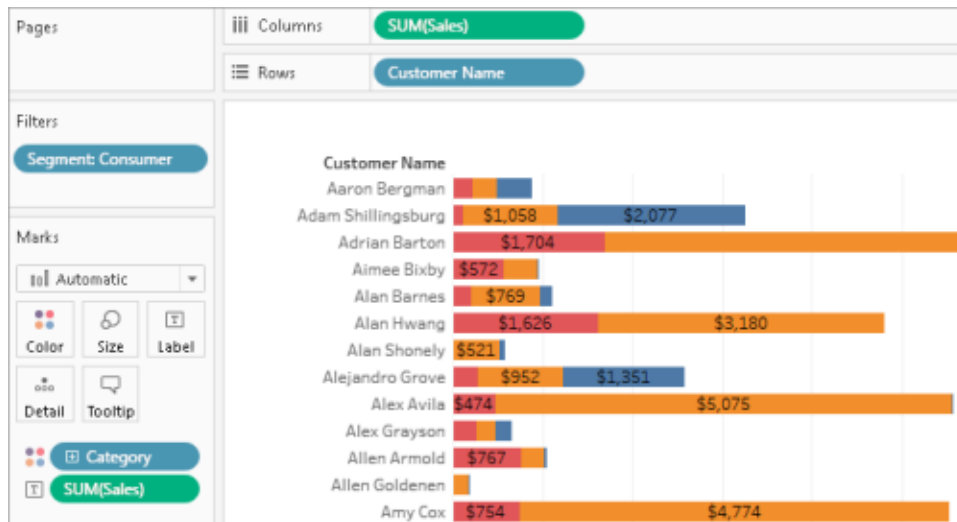 Pages
Columns SUM(Sales)
Rows Customer Name
Filters
Segment: Consumer
Marks
Automatic
Color Size Label
Detail Tooltip
Category
SUM(Sales)
Customer Name
Aaron Bergman
Adam Shillingsburg $1,058 $2,077
Adrian Barton $1,704
Aimee Bixby $572
Alan Barnes $769
Alan Hwang $1,626 $3,180
Alan Shonely $521
Alejandro Grove $952 $1,351
Alex Avila $474 $5,075
Alex Grayson
Allen Armold $767
Allen Goldenen
Amy Cox $754 $4,774